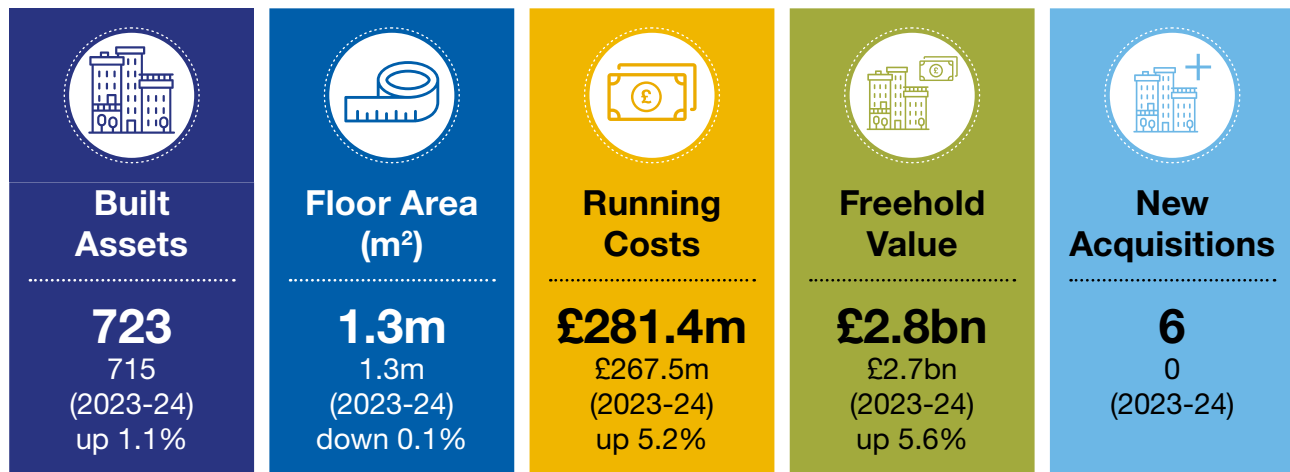 Built
Assets
723
715
(2023-24)
up 1.1%
Floor Area
(m²)
1.3m
1.3m
(2023-24)
down 0.1%
£
Running
Costs
£281.4m
£267.5m
(2023-24)
up 5.2%
£
Freehold
Value
£2.8bn
£2.7bn
(2023-24)
up 5.6%
New
Acquisitions
6
0
(2023-24)